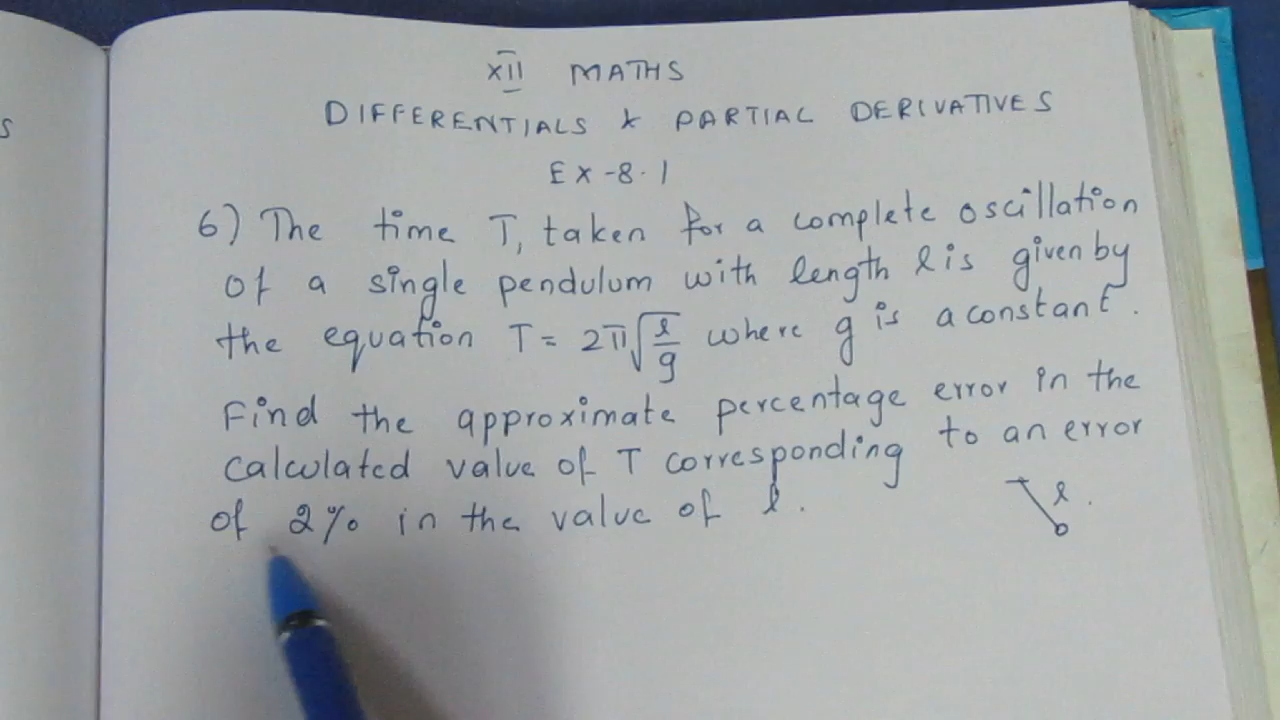 S
XII MATHS
DIFFERENTIALS & PARTIAL DERIVATIVES
EX-8.1
6) The time T, taken for a complete oscillation
of a single pendulum with length l is given by
the equation T = 2π√(l/g) where g is a constant.
Find the approximate percentage error in the
calculated value of T corresponding to an error
of 2% in the value of l.
l.